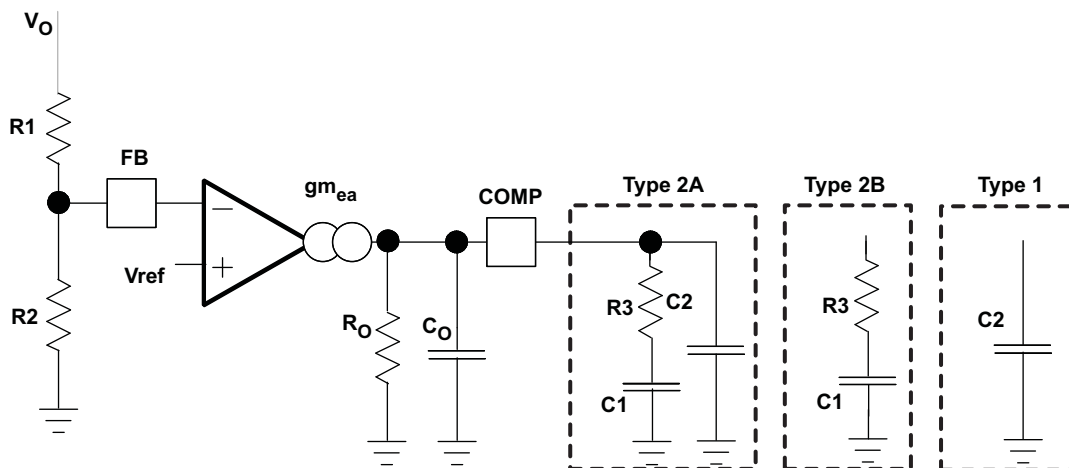 VO
R1
FB
gmea
COMP
Type 2A
Type 2B
Type 1
−
+
Vref
R2
RO
CO
R3
C2
C1
R3
C1
C2